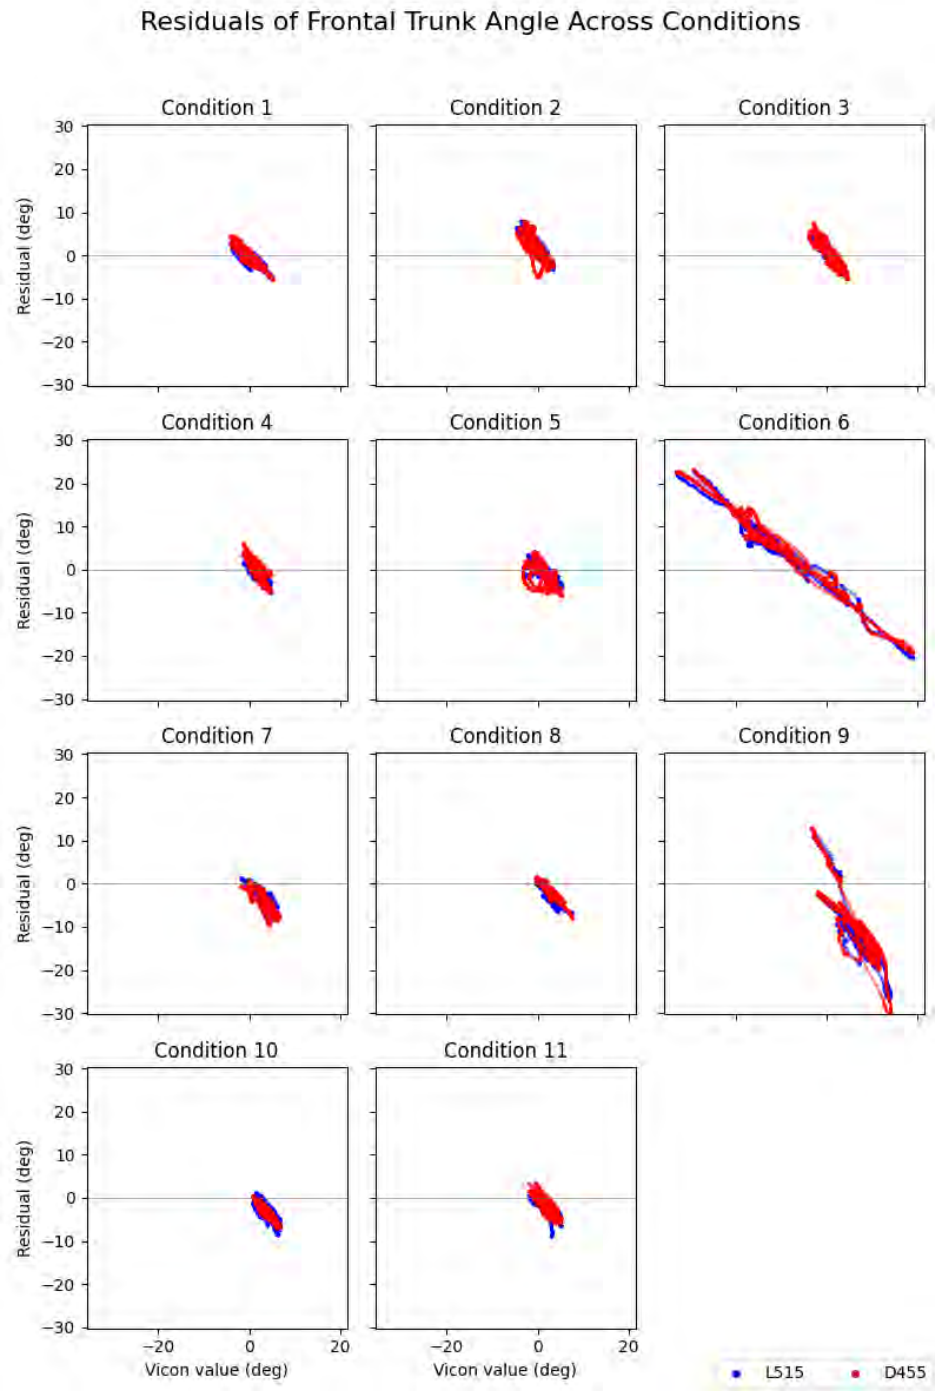 Residuals of Frontal Trunk Angle Across Conditions
Condition 1
Condition 2
Condition 3
30
20
10
0
−10
−20
−30
Residual (deg)
−20
0
20
Condition 4
Condition 5
Condition 6
30
20
10
0
−10
−20
−30
Residual (deg)
Condition 7
Condition 8
Condition 9
30
20
10
0
−10
−20
−30
Residual (deg)
Condition 10
Condition 11
30
20
10
0
−10
−20
−30
Residual (deg)
−20
0
20
−20
0
20
Vicon value (deg)
Vicon value (deg)
L515
D455